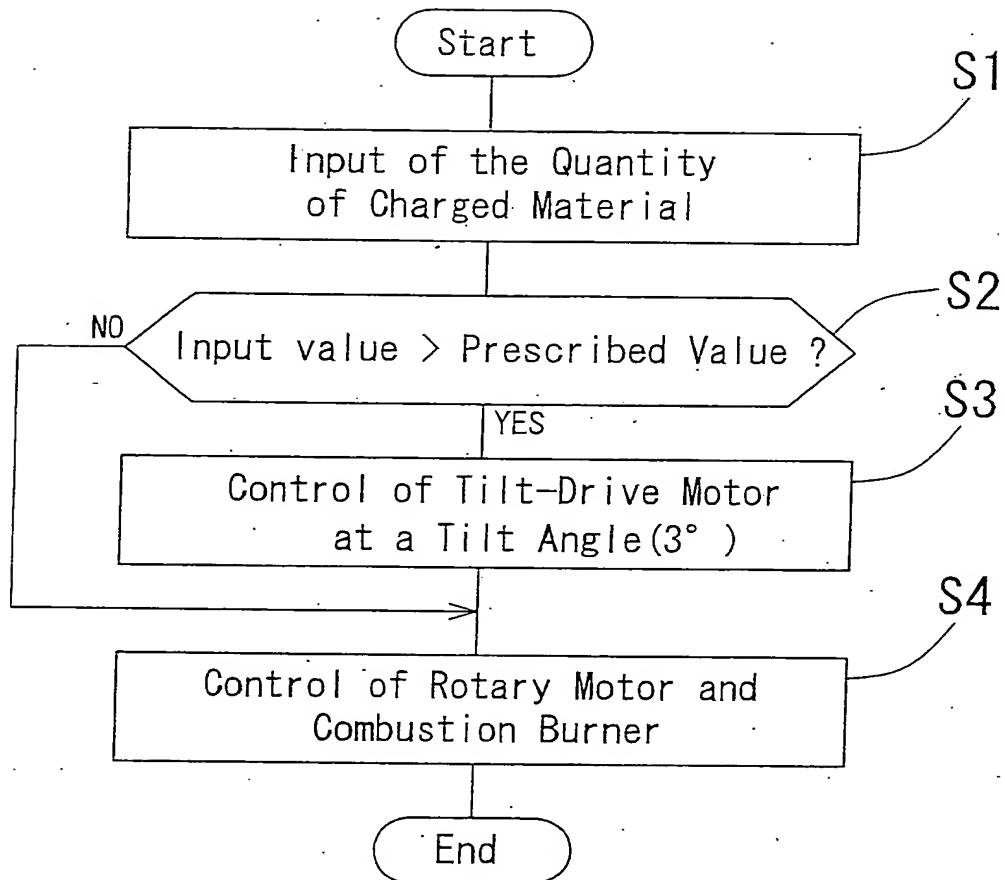 Start
S1
Input of the Quantity
of Charged Material
S2
NO
Input value > Prescribed Value ?
YES
S3
Control of Tilt-Drive Motor
at a Tilt Angle(3° )
S4
Control of Rotary Motor and
Combustion Burner
End